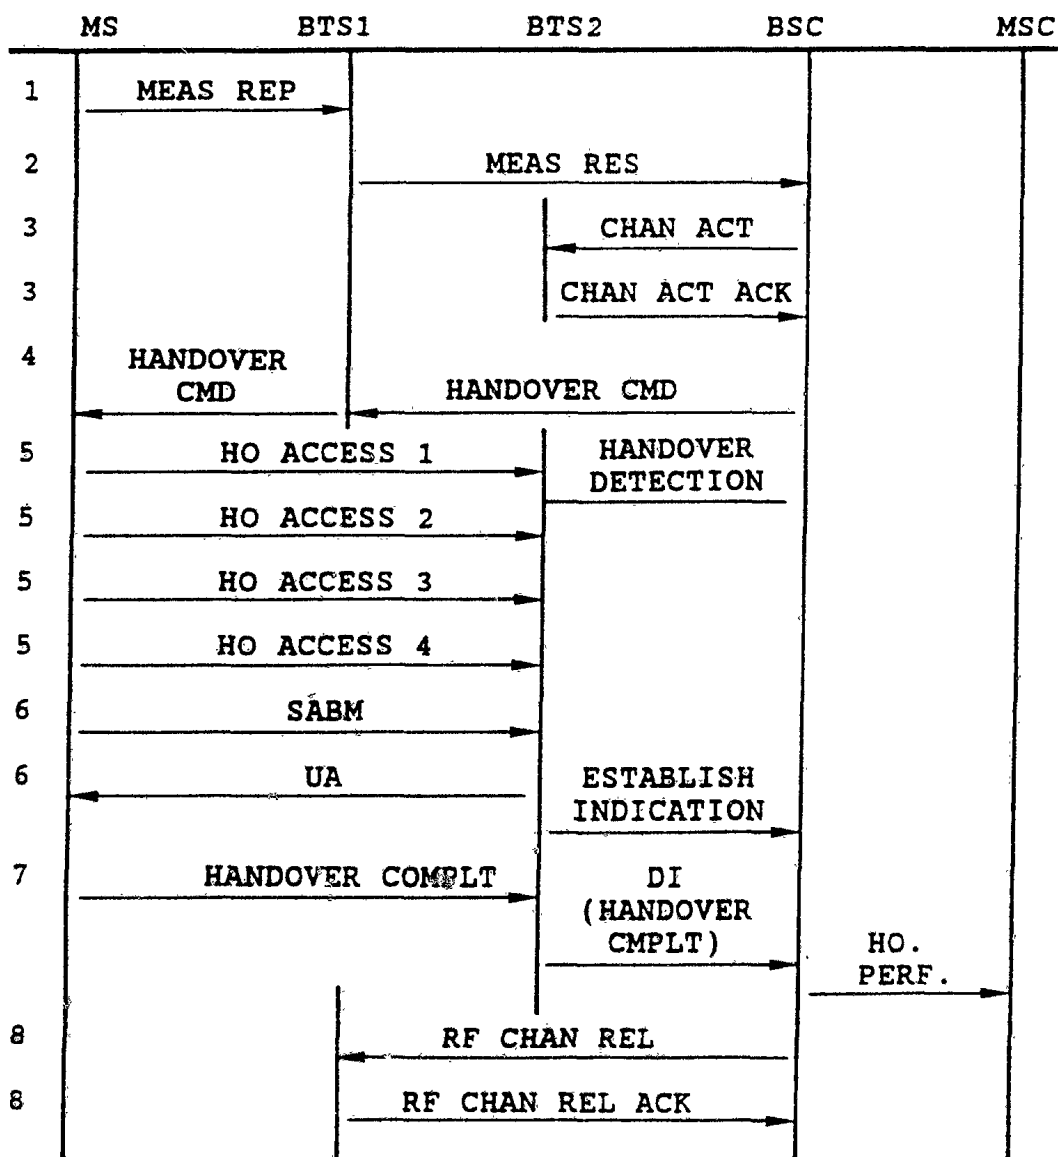 MS BTS1 BTS2 BSC MSC
1 MEAS REP
2 MEAS RES
3 CHAN ACT
3 CHAN ACT ACK
4 HANDOVER
CMD HANDOVER CMD
5 HO ACCESS 1 HANDOVER
DETECTION
5 HO ACCESS 2
5 HO ACCESS 3
5 HO ACCESS 4
6 SABM
6 UA ESTABLISH
INDICATION
7 HANDOVER COMPLT DI
(HANDOVER
CMPLT) HO.
PERF.
8 RF CHAN REL
8 RF CHAN REL ACK